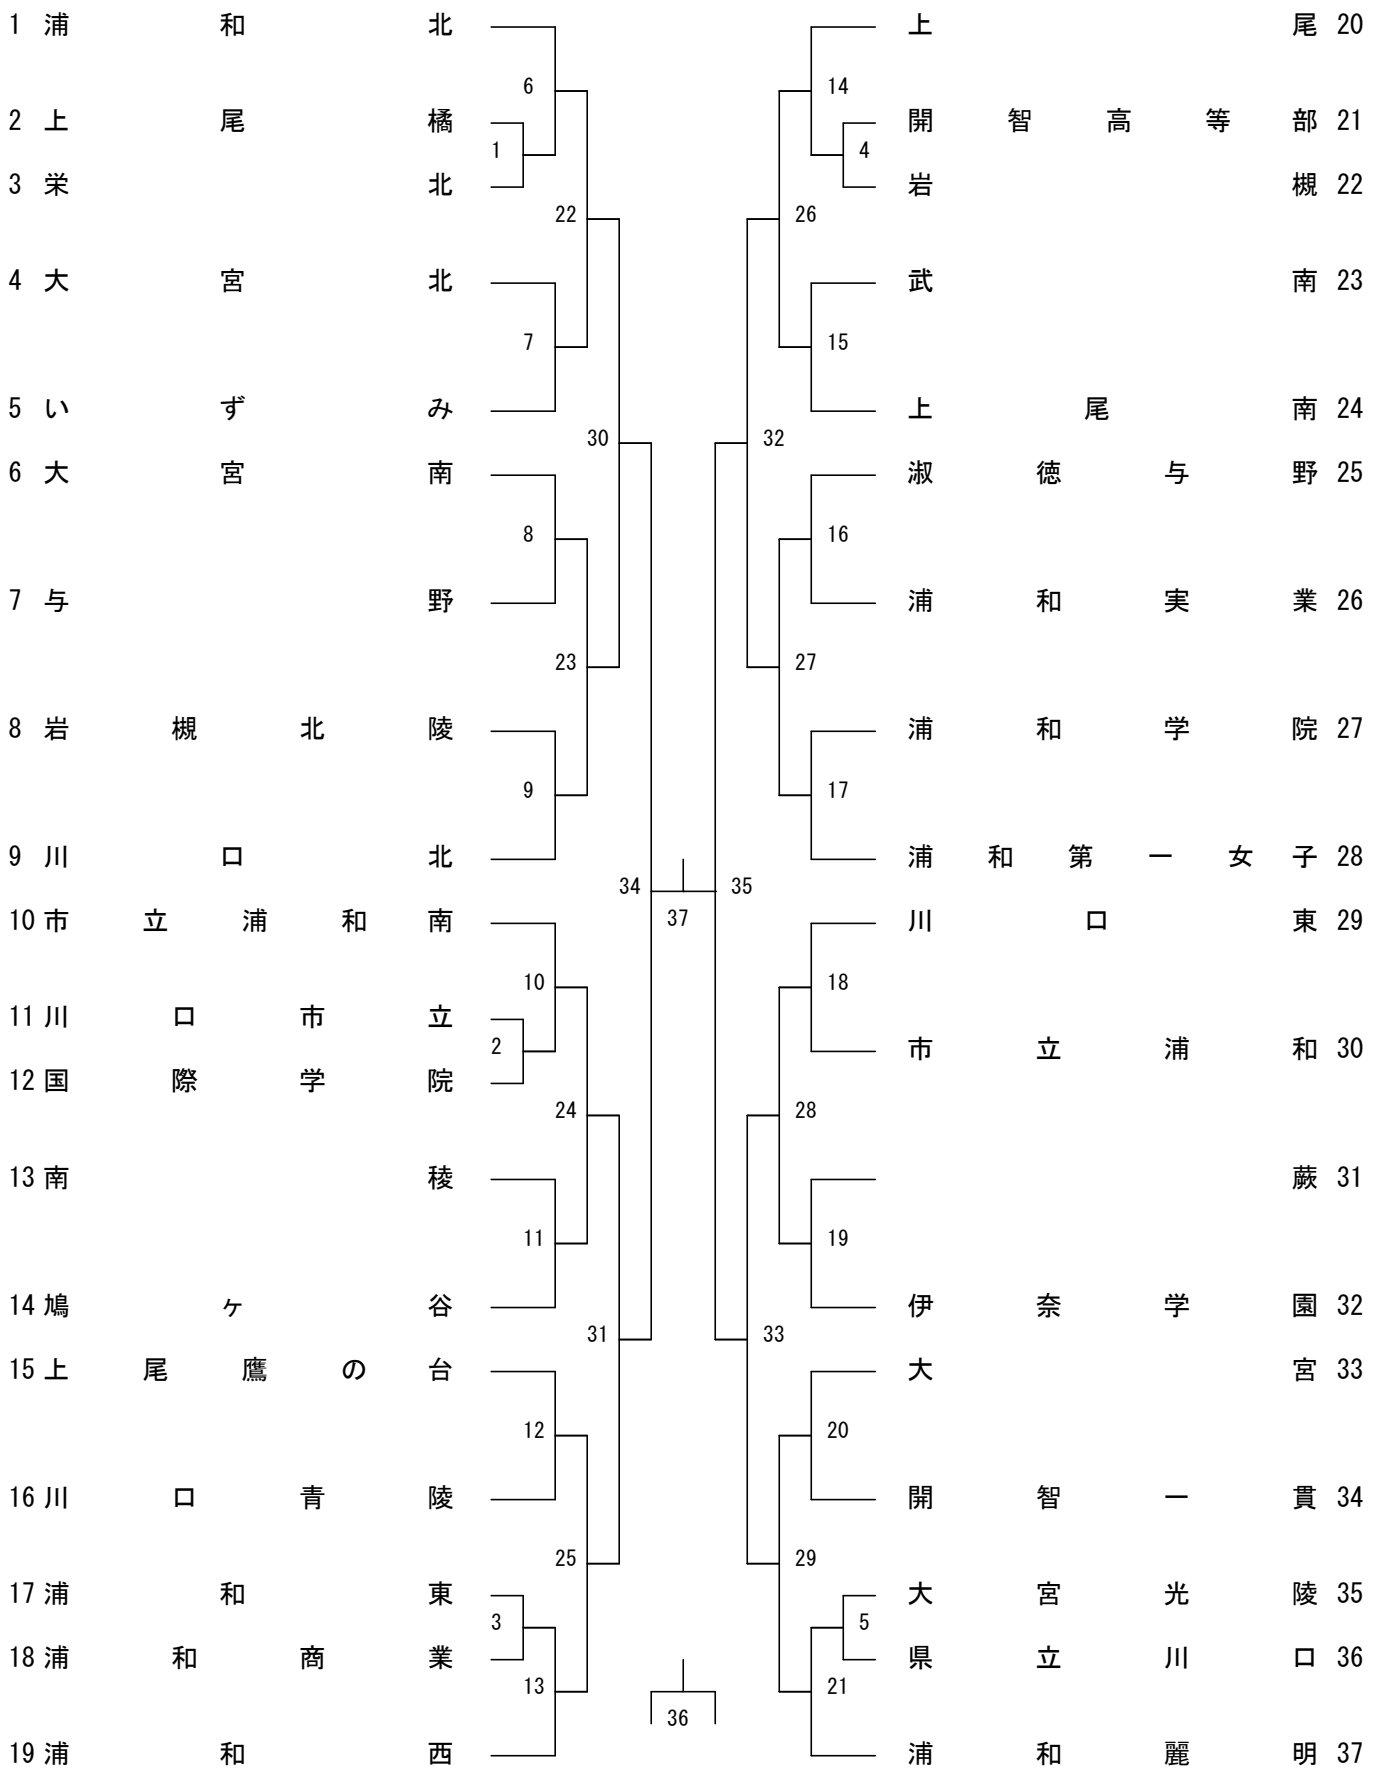 1 浦和北
6
2 上尾橘
1
3 栄北
22
4 大宮北
7
5 いずみ
30
6 大宮南
8
7 与野
23
8 岩槻北陵
9
9 川口北
34
10 市立浦和南
10
11 川口市立
2
12 国際学院
24
13 南稜
11
14 鳩ヶ谷
31
15 上尾鷹の台
12
16 川口青陵
25
17 浦和東
3
18 浦和商業
13
19 浦和西
37
36
上尾 20
14
開智高等部 21
4
岩槻 22
26
武南 23
15
上尾南 24
32
淑徳与野 25
16
浦和実業 26
27
浦和学院 27
17
浦和第一女子 28
35
川口東 29
18
市立浦和 30
28
蕨 31
19
伊奈学園 32
33
大宮 33
20
開智一貫 34
29
大宮光陵 35
5
県立川口 36
21
浦和麗明 37